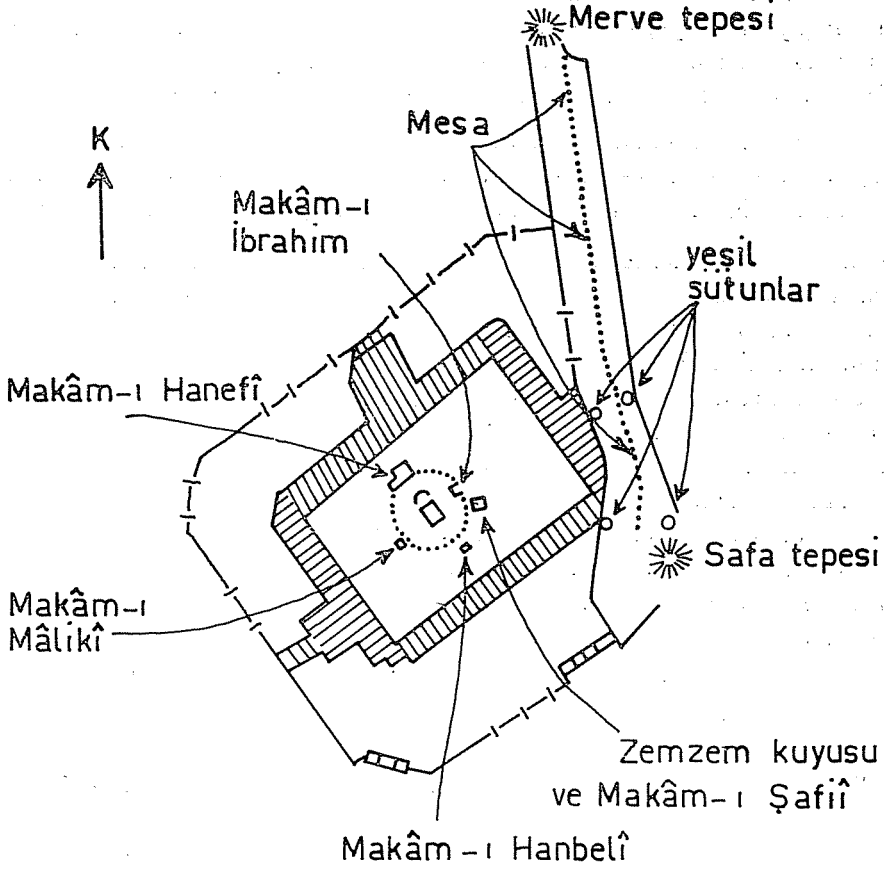 Merve tepesi
K
Mesa
Makâm-ı
İbrahim
yeşil
sütunlar
Makâm-ı Hanefî
Safa tepesi
Makâm-ı
Mâlikî
Zemzem kuyusu
ve Makâm-ı Şafiî
Makâm-ı Hanbelî